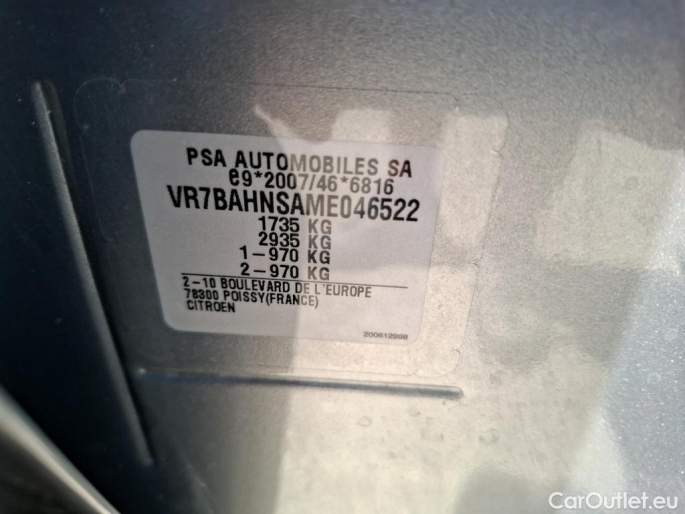 PSA AUTOMOBILES SA
e9*2007/46*6816
VR7BAHNSAME046522
1735 KG
2935 KG
1-970 KG
2-970 KG
2-10 BOULEVARD DE L'EUROPE
78300 POISSY(FRANCE)
CITROEN
CarOutlet.eu